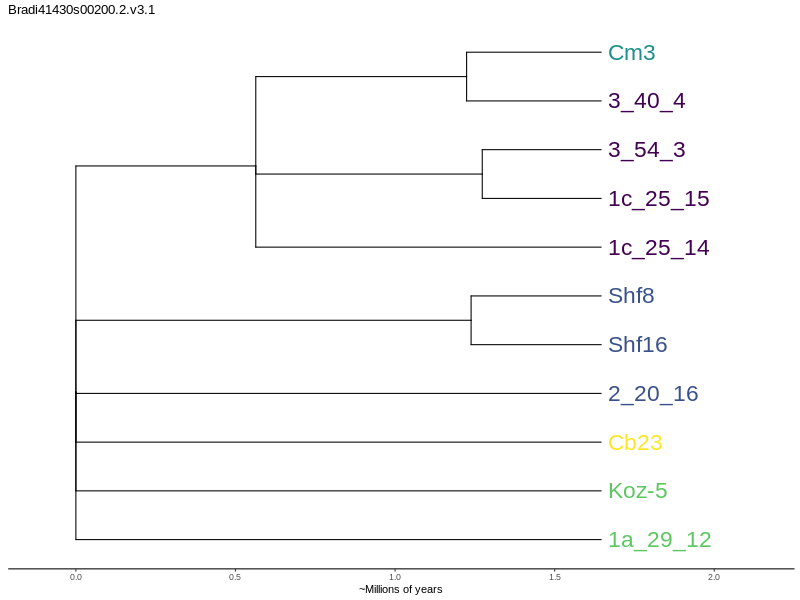 Bradi41430s00200.2.v3.1
Cm3
3_40_4
3_54_3
1c_25_15
1c_25_14
Shf8
Shf16
2_20_16
Cb23
Koz-5
1a_29_12
0.0 0.5 1.0 1.5 2.0
~Millions of years